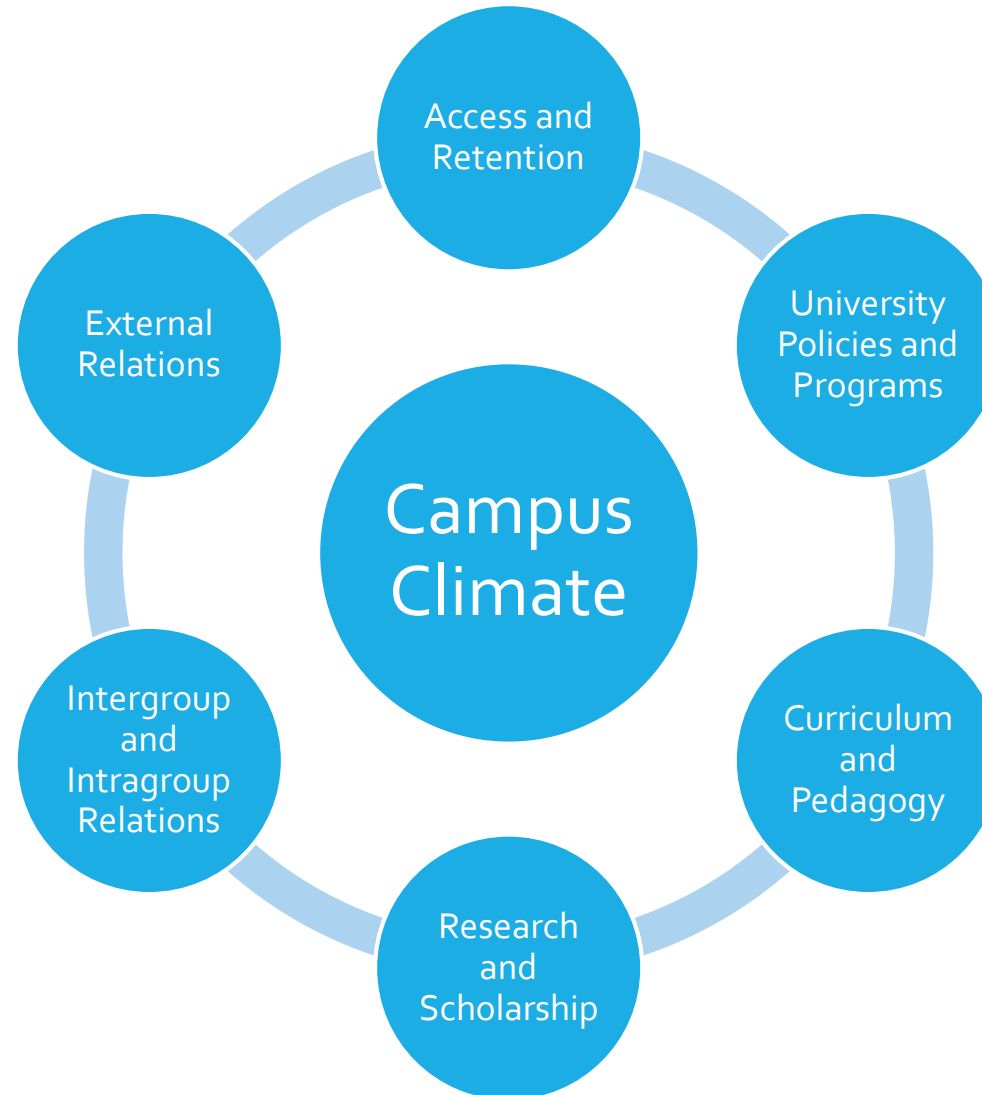 Access and
Retention
University
Policies and
Programs
Curriculum
and
Pedagogy
Research
and
Scholarship
Intergroup
and
Intragroup
Relations
External
Relations
Campus
Climate